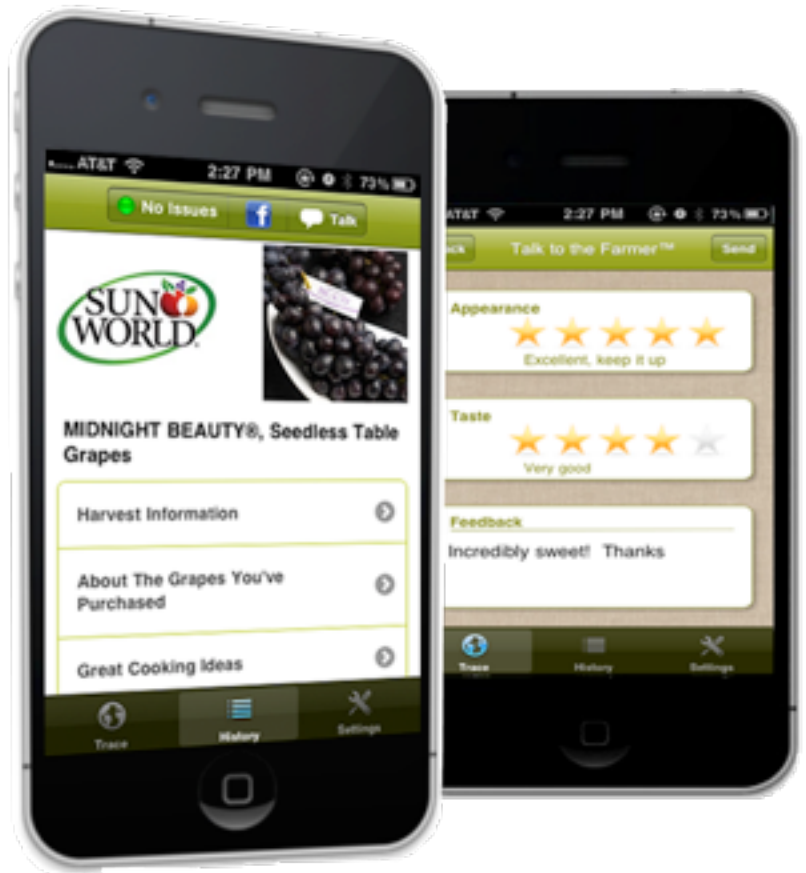 AT&T 2:27 PM 73%
No Issues f Talk
SUN
WORLD®
MIDNIGHT BEAUTY®, Seedless Table
Grapes
Harvest Information
About The Grapes You've
Purchased
Great Cooking Ideas
Trace History Settings
AT&T 2:27 PM 73%
ck Talk to the Farmer™ Send
Appearance
Excellent, keep it up
Taste
Very good
Feedback
Incredibly sweet! Thanks
Trace History Settings